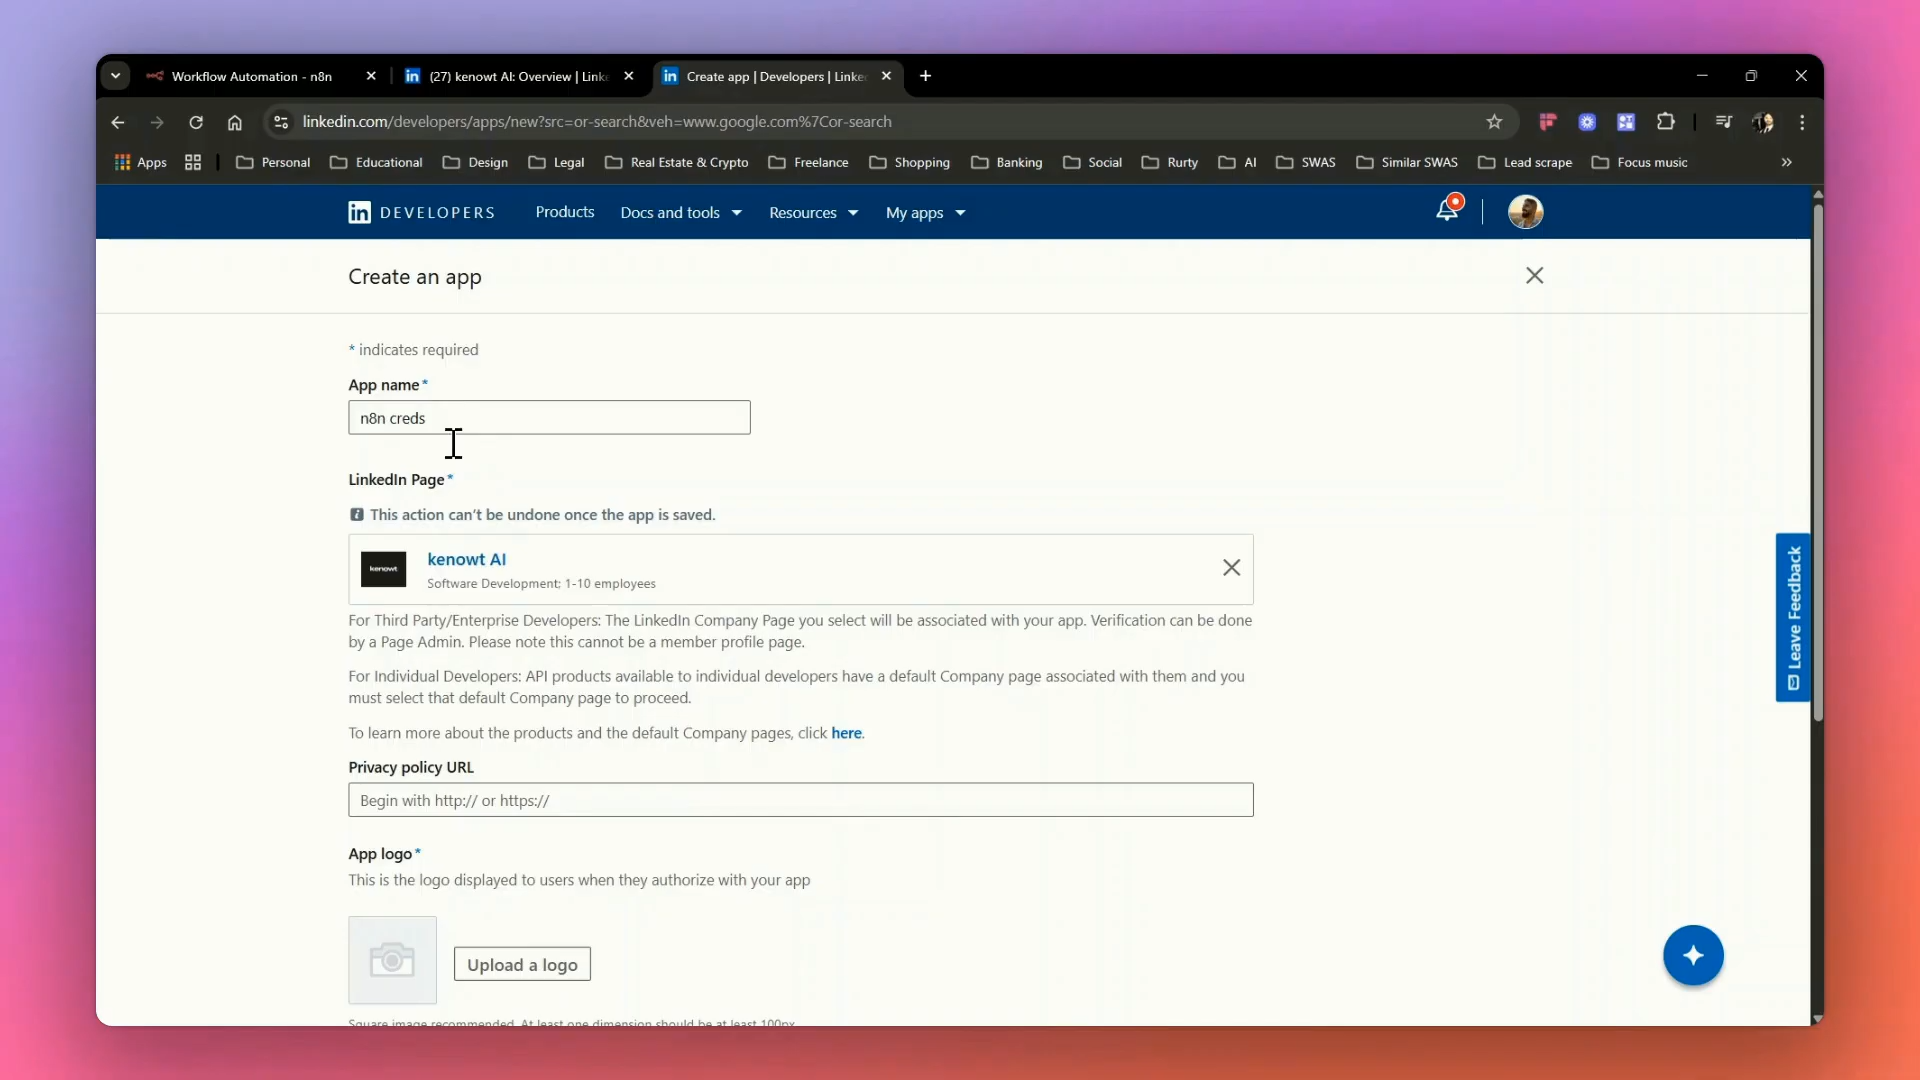 Workflow Automation - n8n
(27) kenowt AI: Overview | Linke
Create app | Developers | Linke
linkedin.com/developers/apps/new?src=or-search&veh=www.google.com%7Cor-search
Apps
Personal
Educational
Design
Legal
Real Estate & Crypto
Freelance
Shopping
Banking
Social
Rurty
AI
SWAS
Similar SWAS
Lead scrape
Focus music
in DEVELOPERS
Products
Docs and tools
Resources
My apps
Create an app
* indicates required
App name*
n8n creds
LinkedIn Page*
This action can't be undone once the app is saved.
kenowt
kenowt AI
Software Development; 1-10 employees
For Third Party/Enterprise Developers: The LinkedIn Company Page you select will be associated with your app. Verification can be done
by a Page Admin. Please note this cannot be a member profile page.
For Individual Developers: API products available to individual developers have a default Company page associated with them and you
must select that default Company page to proceed.
To learn more about the products and the default Company pages, click here.
Privacy policy URL
Begin with http:// or https://
App logo*
This is the logo displayed to users when they authorize with your app
Upload a logo
Square image recommended. At least one dimension should be at least 100px
Leave Feedback